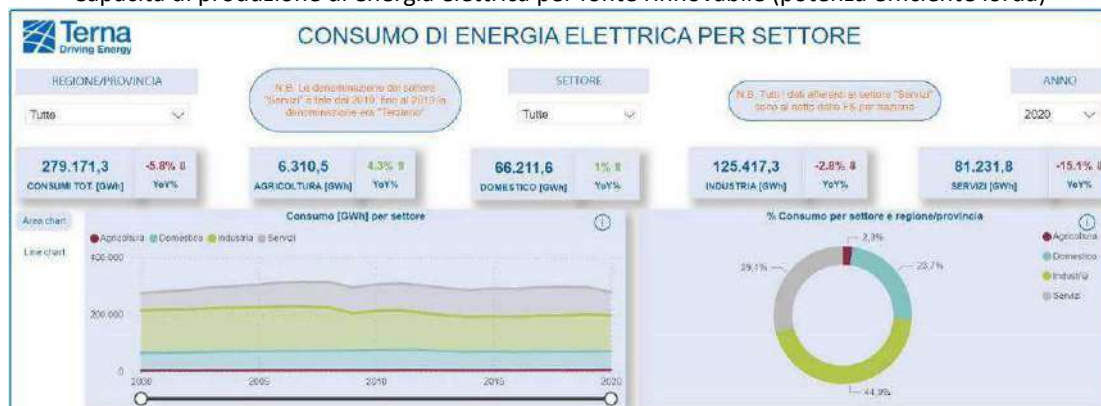 Capacità di produzione di energia elettrica per fonte rinnovabile (potenza efficiente lorda)
Terna
Driving Energy
CONSUMO DI ENERGIA ELETTRICA PER SETTORE
REGIONE/PROVINCIA
Tutte
N.B. La denominazione del settore
"Servizi" è tale dal 2019, fino al 2018 la
denominazione era "Terziario"
SETTORE
Tutte
N.B. Tutti i dati afferenti al settore "Servizi"
sono al netto della FS per trazione
ANNO
2020
279.171,3
CONSUMI TOT. [GWh]
-5.8%
YoY%
6.310,5
AGRICOLTURA [GWh]
4.3%
YoY%
66.211,6
DOMESTICO [GWh]
1%
YoY%
125.417,3
INDUSTRIA [GWh]
-2.8%
YoY%
81.231,8
SERVIZI [GWh]
-15.1%
YoY%
Area chart
Line chart
Consumo [GWh] per settore
Agricoltura Domestico Industria Servizi
400.000
200.000
0
2000 2005 2010 2015 2020
% Consumo per settore e regione/provincia
2,3%
23,7%
29,1%
44,9%
Agricoltura
Domestico
Industria
Servizi